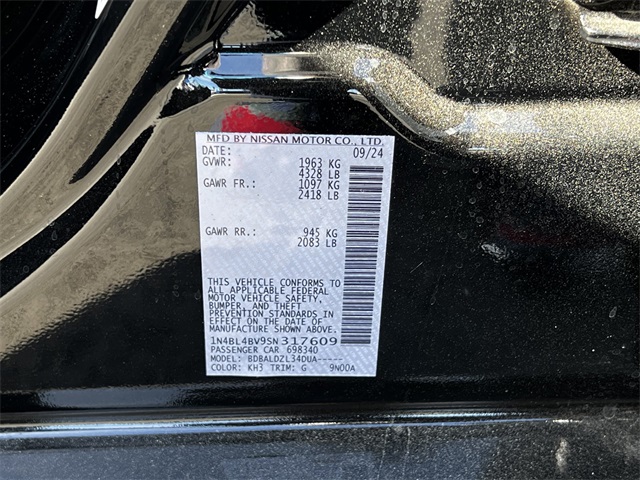 MFD BY NISSAN MOTOR CO., LTD.
DATE: 09/24
GVWR: 1963 KG
4328 LB
GAWR FR.: 1097 KG
2418 LB
GAWR RR.: 945 KG
2083 LB
THIS VEHICLE CONFORMS TO
ALL APPLICABLE FEDERAL
MOTOR VEHICLE SAFETY,
BUMPER, AND THEFT
PREVENTION STANDARDS IN
EFFECT ON THE DATE OF
MANUFACTURE SHOWN ABOVE.
1N4BL4BV9SN317609
PASSENGER CAR 698340
MODEL: BDBALDZL34DUA-----
COLOR: KH3 TRIM: G 9N00A